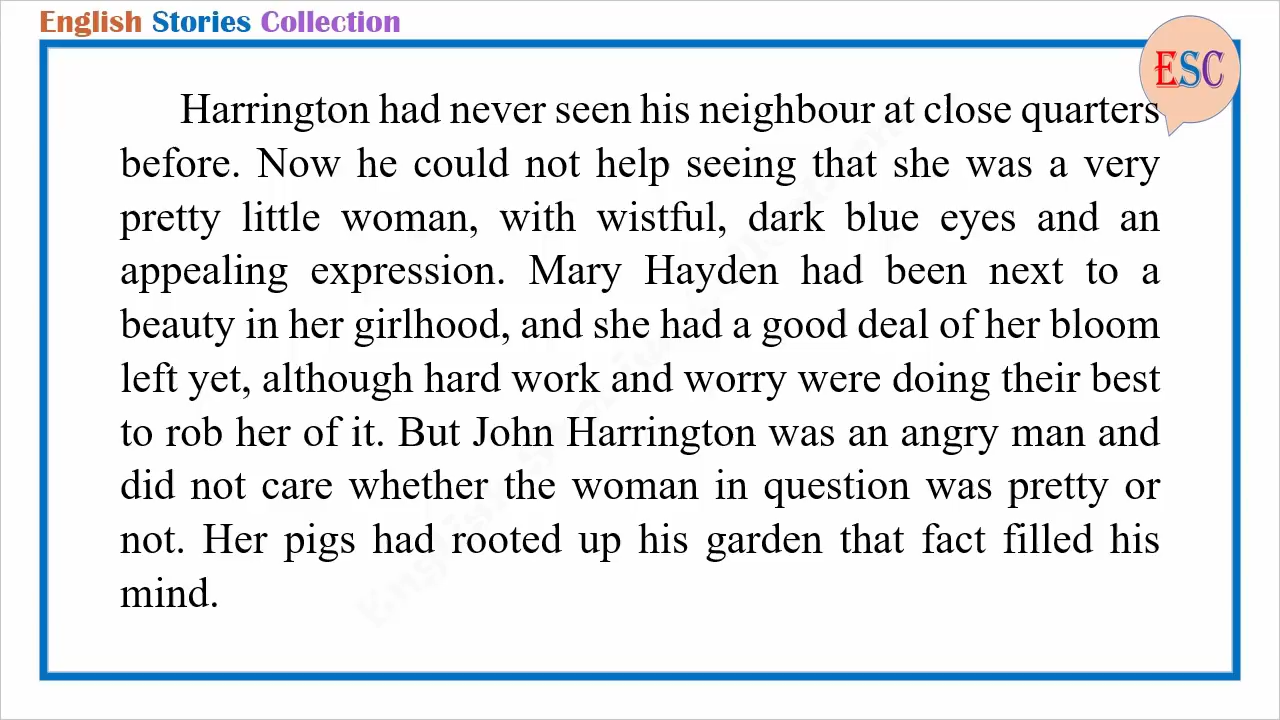 English Stories Collection
ESC
Harrington had never seen his neighbour at close quarters
before. Now he could not help seeing that she was a very
pretty little woman, with wistful, dark blue eyes and an
appealing expression. Mary Hayden had been next to a
beauty in her girlhood, and she had a good deal of her bloom
left yet, although hard work and worry were doing their best
to rob her of it. But John Harrington was an angry man and
did not care whether the woman in question was pretty or
not. Her pigs had rooted up his garden that fact filled his
mind.